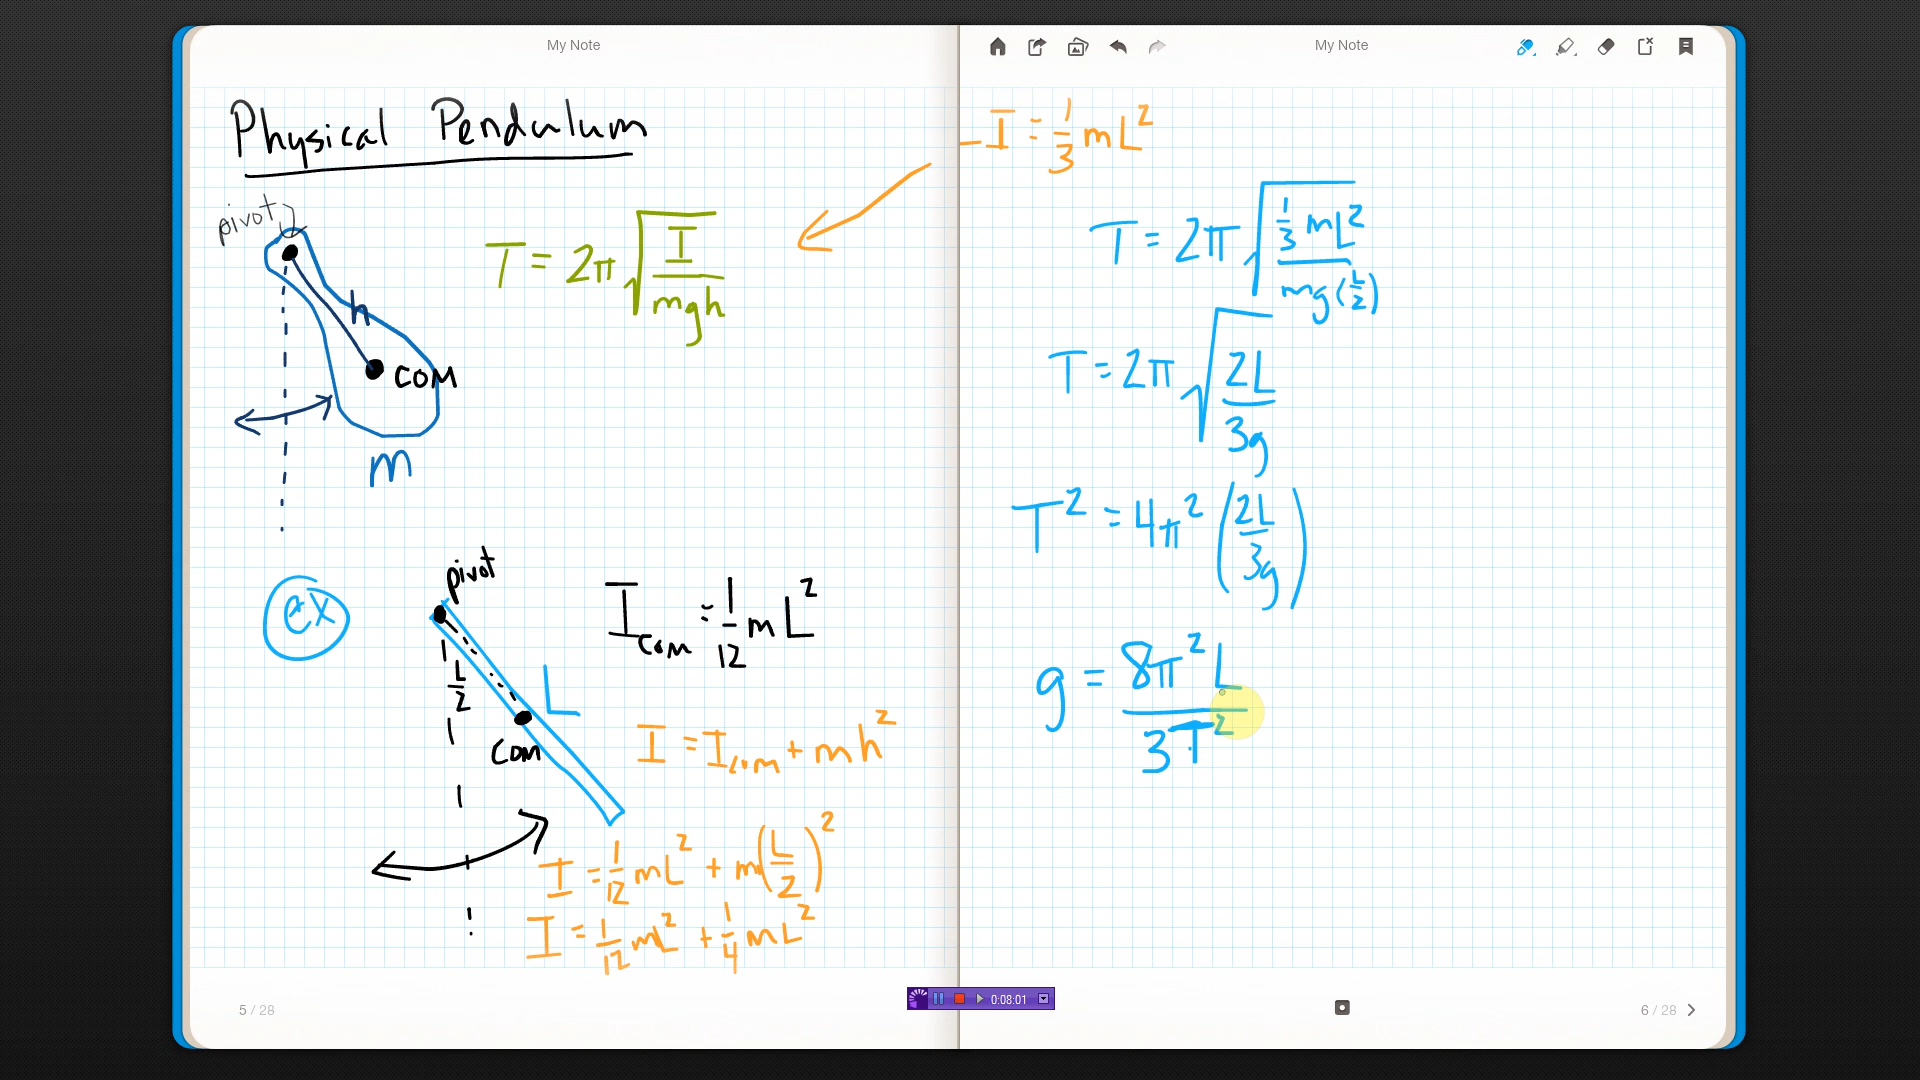 My Note
Physical Pendulum
pivot
h
COM
m
T = 2π√(I/mgh)
ex
pivot
L/2
L
COM
I_com = 1/12 mL²
I = I_com + mh²
I = 1/12 mL² + m(L/2)²
I = 1/12 mL² + 1/4 mL²
5 / 28
0:08:01
My Note
I = 1/3 mL²
T = 2π√(1/3 mL² / mg(L/2))
T = 2π√(2L/3g)
T² = 4π² (2L/3g)
g = 8π²L / 3T²
6 / 28